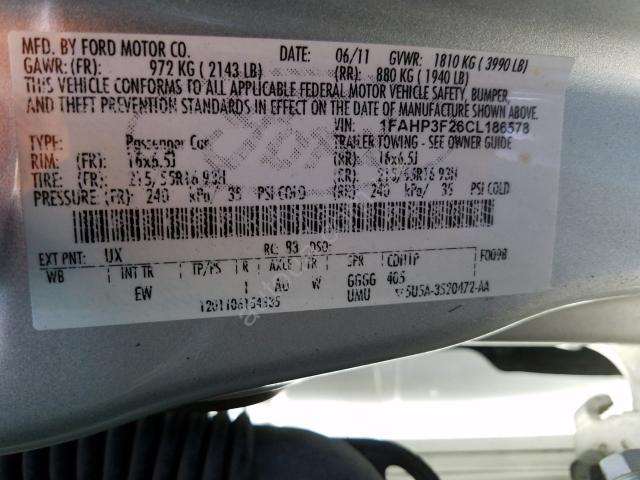 MFD. BY FORD MOTOR CO. DATE: 06/11 GVWR: 1810 KG ( 3990 LB)
GAWR: (FR) 972 KG ( 2143 LB) (RR) 880 KG ( 1940 LB)
THIS VEHICLE CONFORMS TO ALL APPLICABLE FEDERAL MOTOR VEHICLE SAFETY, BUMPER,
AND THEFT PREVENTION STANDARDS IN EFFECT ON THE DATE OF MANUFACTURE SHOWN ABOVE.
VIN: 1FAHP3F26CL186578
TYPE: Passenger Car TRAILER TOWING - SEE OWNER GUIDE
RIM: (FR): 16x6.5J (RR): 16x6.5J
TIRE: (FR): 215/55R16 93H (RR): 215/55R16 93H
PRESSURE: (FR): 240 kPa/ 35 PSI COLD (RR): 240 kPa/ 35 PSI COLD
EXT PNT: UX RC: 93 DSO: F0098
WB INT TR TP/PS R AXLE TR SPR
EW I AO W GGGG 405
UMU